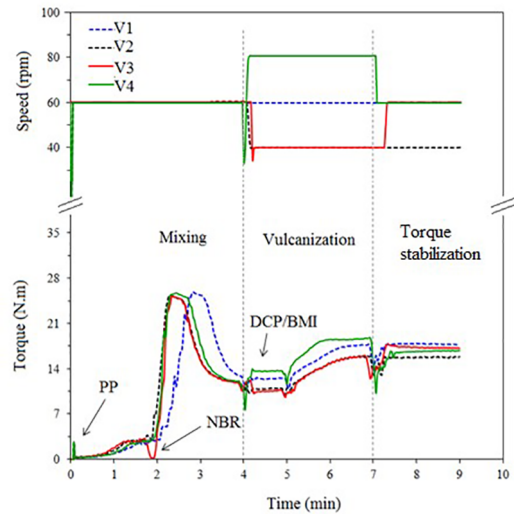 V1
V2
V3
V4
Speed (rpm)
100
80
60
40
Mixing
Vulcanization
Torque
stabilization
Torque (N.m)
35
28
21
14
7
0
PP
NBR
DCP/BMI
0 1 2 3 4 5 6 7 8 9 10
Time (min)